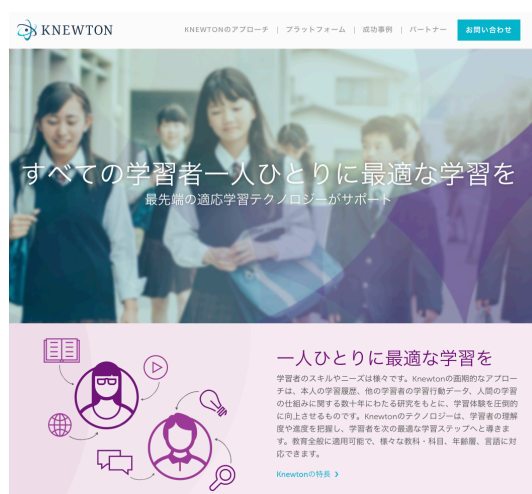 KNEWTON
KNEWTONのアプローチ | プラットフォーム | 成功事例 | パートナー
お問い合わせ
すべての学習者一人ひとりに最適な学習を
最先端の適応学習テクノロジーがサポート
一人ひとりに最適な学習を
学習者のスキルやニーズは様々です。Knewtonの画期的なアプロー
チは、本人の学習履歴、他の学習者の学習行動データ、人間の学習
の仕組みに関する数十年にわたる研究をもとに、学習体験を圧倒的
に向上させるものです。Knewtonのテクノロジーは、学習者の理解
度や進度を把握し、学習者を次の最適な学習ステップへと導きま
す。教育全般に適用可能で、様々な教科・科目、年齢層、言語に対
応できます。
Knewtonの特長 ❯